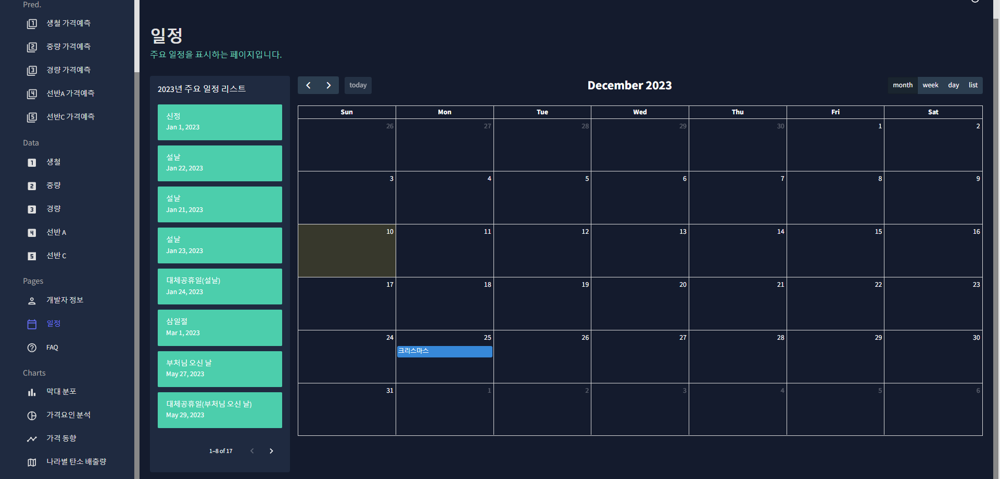 Pred.
생철 가격예측
중량 가격예측
경량 가격예측
선반A 가격예측
선반C 가격예측
Data
생철
중량
경량
선반 A
선반 C
Pages
개발자 정보
일정
FAQ
Charts
막대 분포
가격요인 분석
가격 동향
나라별 탄소 배출량
일정
주요 일정을 표시하는 페이지입니다.
2023년 주요 일정 리스트
신정
Jan 1, 2023
설날
Jan 22, 2023
설날
Jan 21, 2023
설날
Jan 23, 2023
대체공휴일(설날)
Jan 24, 2023
삼일절
Mar 1, 2023
부처님 오신 날
May 27, 2023
대체공휴일(부처님 오신 날)
May 29, 2023
1–8 of 17
today
December 2023
month week day list
Sun Mon Tue Wed Thu Fri Sat
26 27 28 29 30 1 2
3 4 5 6 7 8 9
10 11 12 13 14 15 16
17 18 19 20 21 22 23
24 25 26 27 28 29 30
크리스마스
31 1 2 3 4 5 6